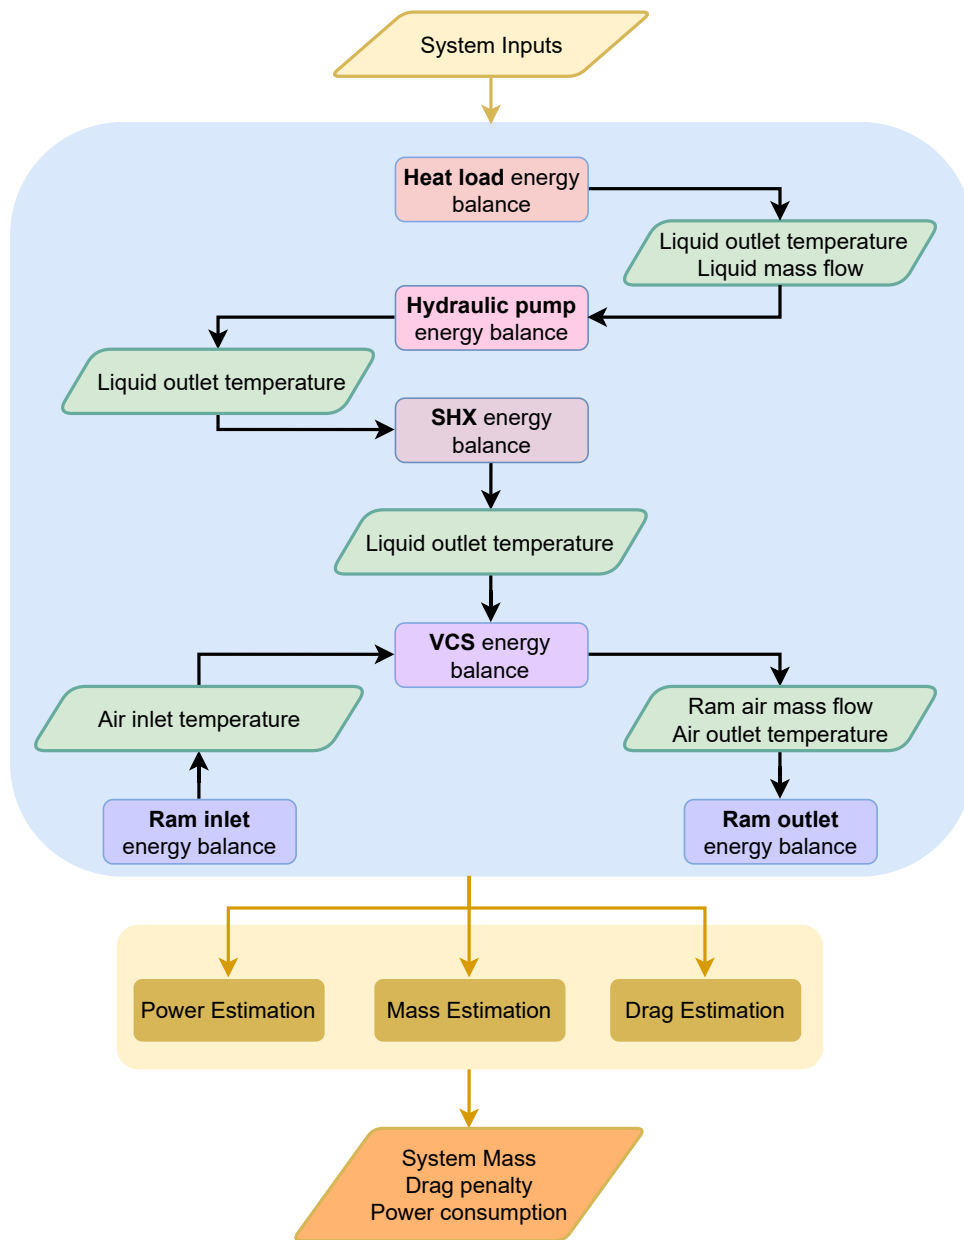 System Inputs
Heat load energy
balance
Liquid outlet temperature
Liquid mass flow
Hydraulic pump
energy balance
Liquid outlet temperature
SHX energy
balance
Liquid outlet temperature
VCS energy
balance
Air inlet temperature
Ram air mass flow
Air outlet temperature
Ram inlet
energy balance
Ram outlet
energy balance
Power Estimation
Mass Estimation
Drag Estimation
System Mass
Drag penalty
Power consumption